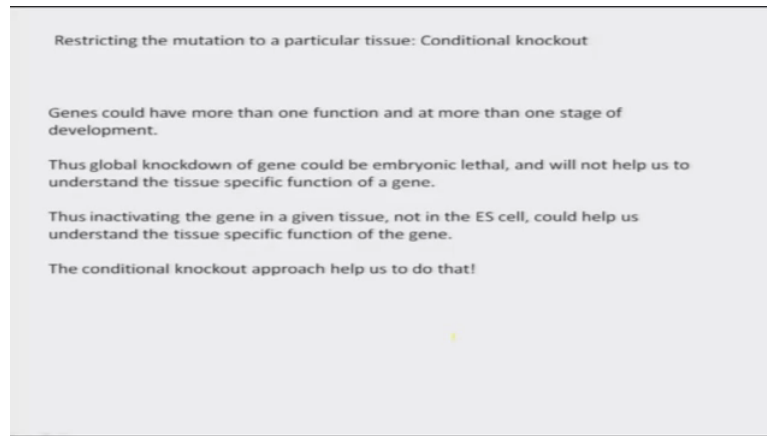 Restricting the mutation to a particular tissue: Conditional knockout
Genes could have more than one function and at more than one stage of
development.
Thus global knockdown of gene could be embryonic lethal, and will not help us to
understand the tissue specific function of a gene.
Thus inactivating the gene in a given tissue, not in the ES cell, could help us
understand the tissue specific function of the gene.
The conditional knockout approach help us to do that!